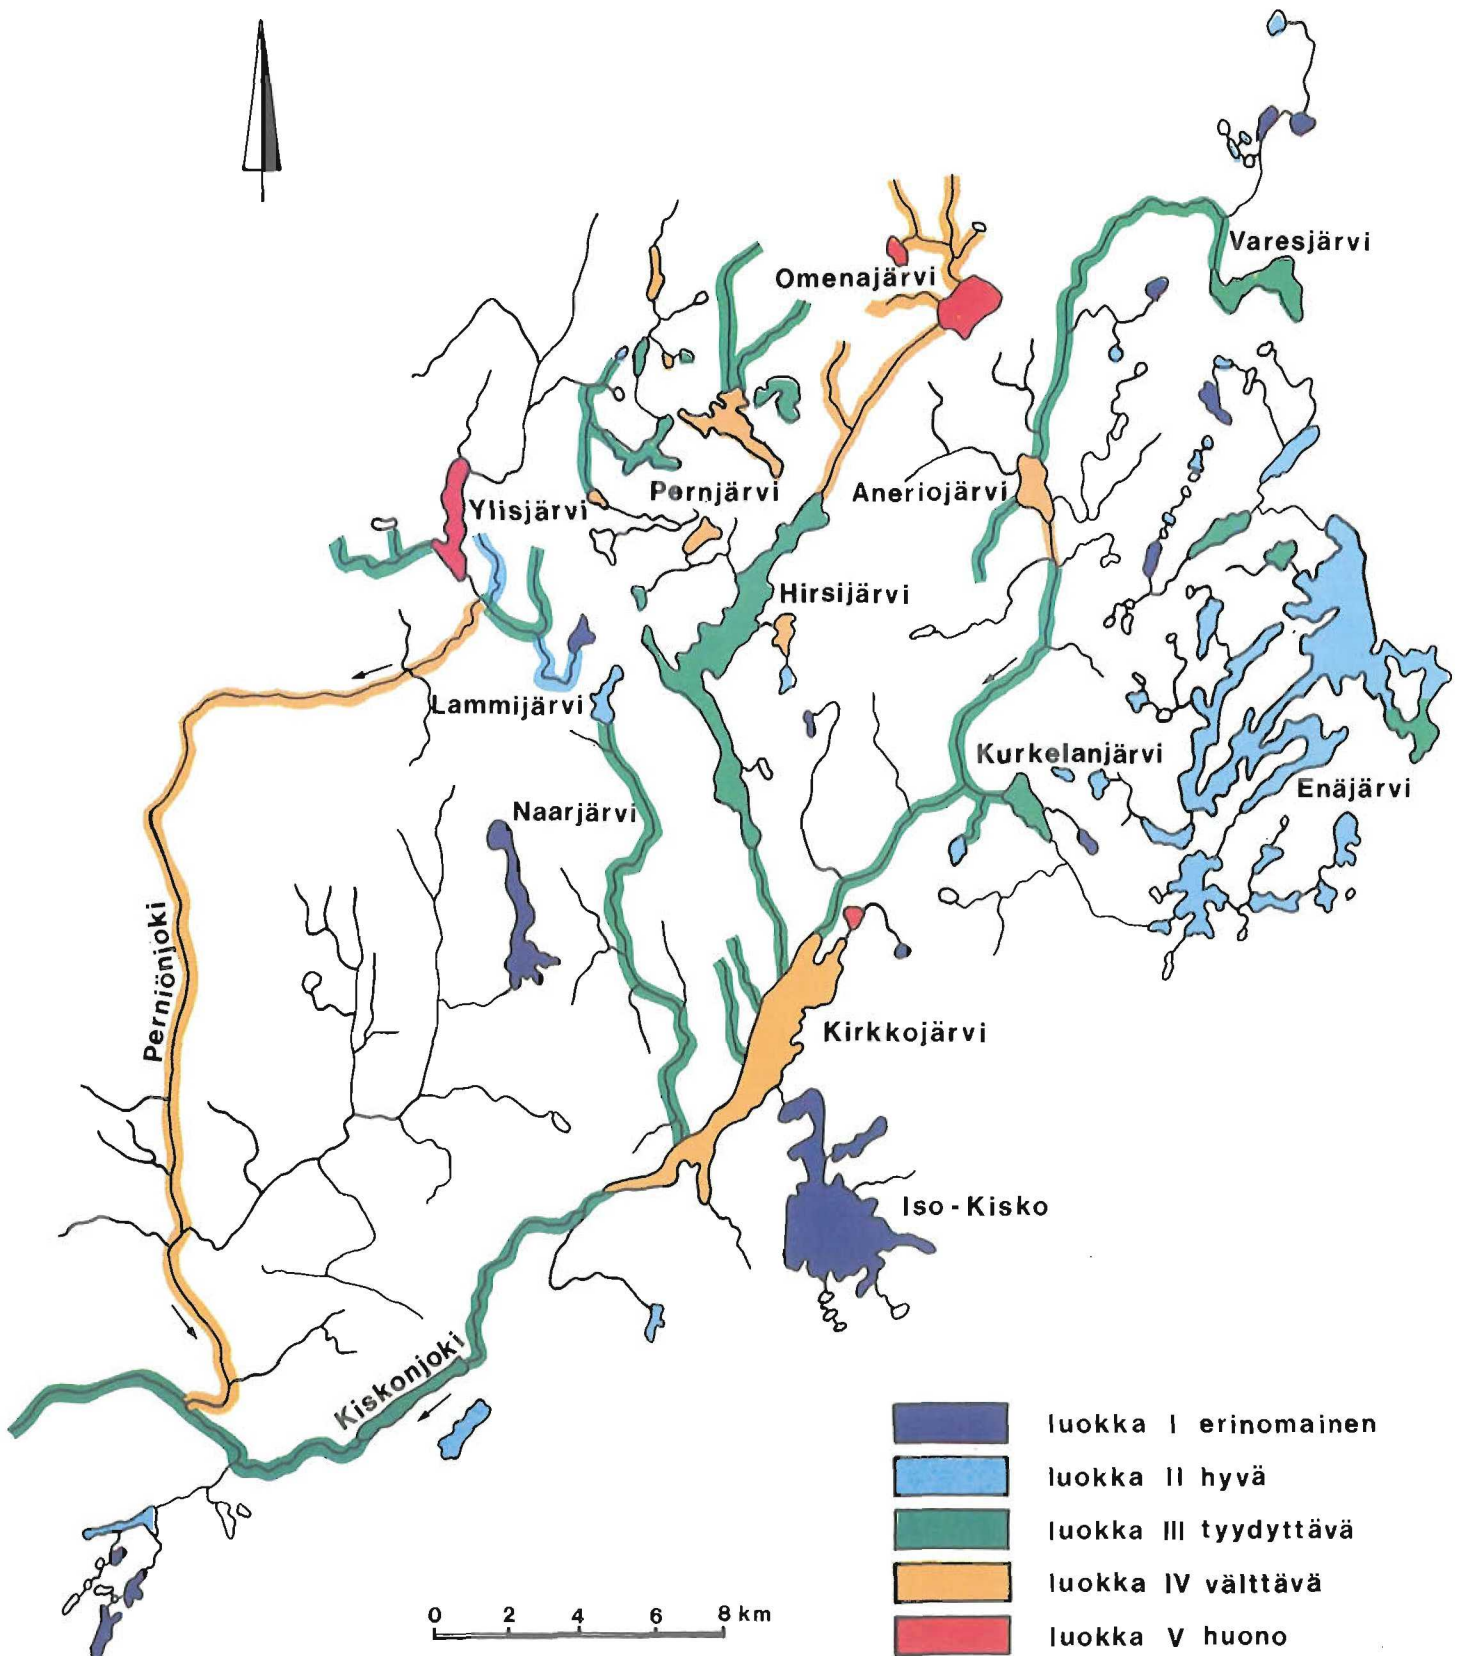 Varesjärvi
Omenajärvi
Pernjärvi
Aneriojärvi
Ylisjärvi
Hirsijärvi
Lammijärvi
Kurkelanjärvi
Enäjärvi
Naarjärvi
Perniönjoki
Kirkkojärvi
Iso-Kisko
Kiskonjoki
luokka I erinomainen
luokka II hyvä
luokka III tyydyttävä
luokka IV välttävä
luokka V huono
0 2 4 6 8 km